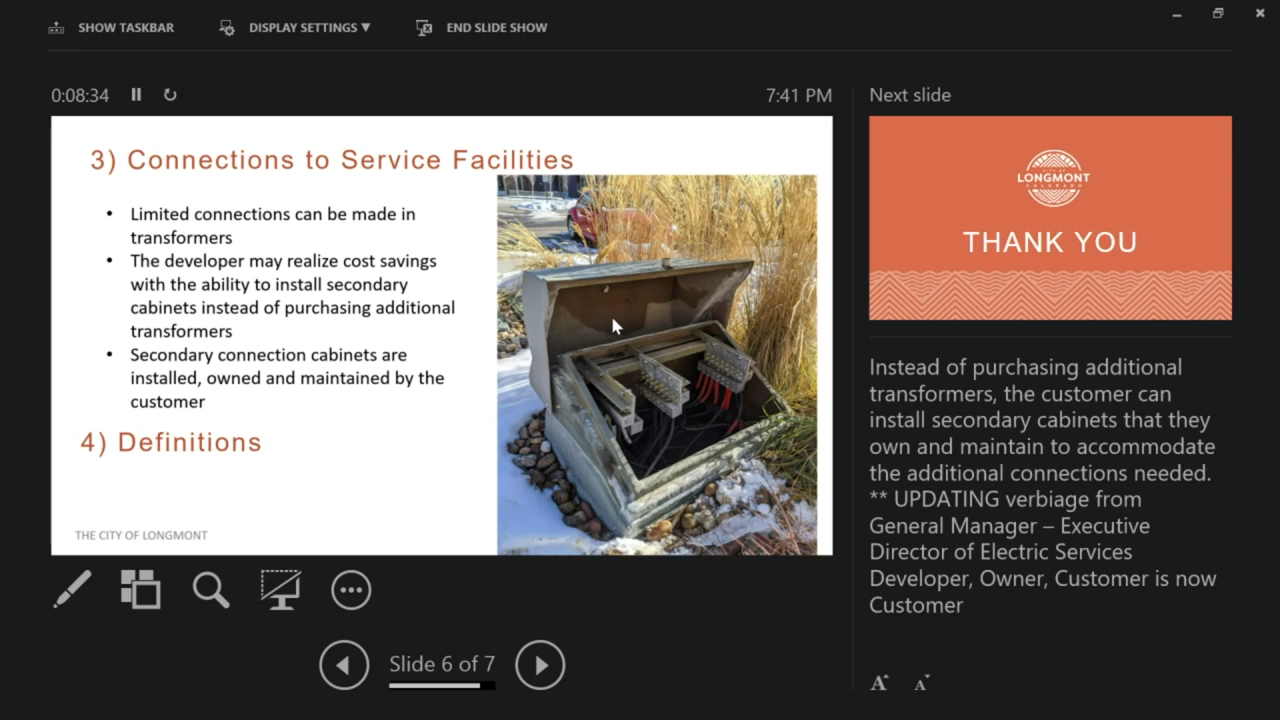 SHOW TASKBAR
DISPLAY SETTINGS ▼
END SLIDE SHOW
0:08:34
7:41 PM
Next slide
3) Connections to Service Facilities
• Limited connections can be made in
transformers
• The developer may realize cost savings
with the ability to install secondary
cabinets instead of purchasing additional
transformers
• Secondary connection cabinets are
installed, owned and maintained by the
customer
4) Definitions
THE CITY OF LONGMONT
CITY OF
LONGMONT
COLORADO
THANK YOU
Instead of purchasing additional
transformers, the customer can
install secondary cabinets that they
own and maintain to accommodate
the additional connections needed.
** UPDATING verbiage from
General Manager – Executive
Director of Electric Services
Developer, Owner, Customer is now
Customer
Slide 6 of 7
A A